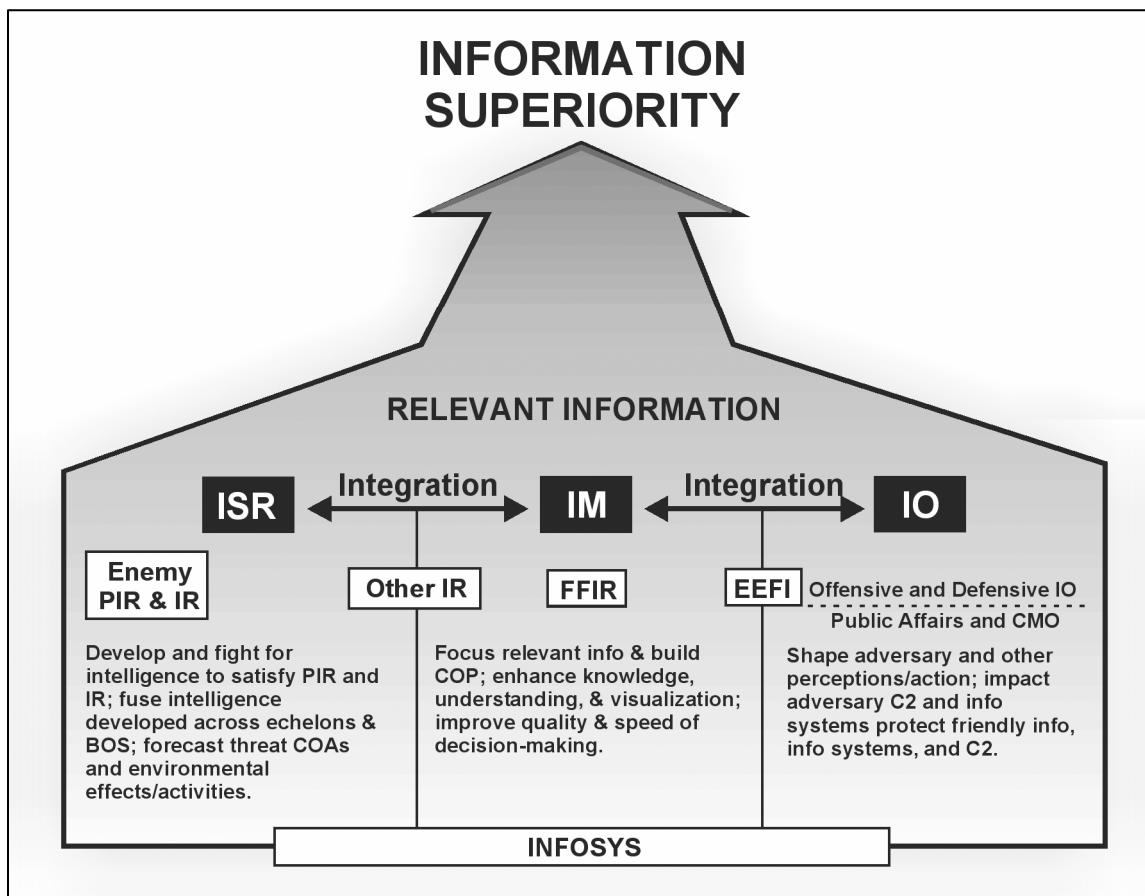 INFORMATION
SUPERIORITY
RELEVANT INFORMATION
ISR
Integration
IM
Integration
IO
Enemy
PIR & IR
Other IR
FFIR
EEFI
Offensive and Defensive IO
Public Affairs and CMO
Develop and fight for
intelligence to satisfy PIR and
IR; fuse intelligence
developed across echelons &
BOS; forecast threat COAs
and environmental
effects/activities.
Focus relevant info & build
COP; enhance knowledge,
understanding, & visualization;
improve quality & speed of
decision-making.
Shape adversary and other
perceptions/action; impact
adversary C2 and info
systems protect friendly info,
info systems, and C2.
INFOSYS